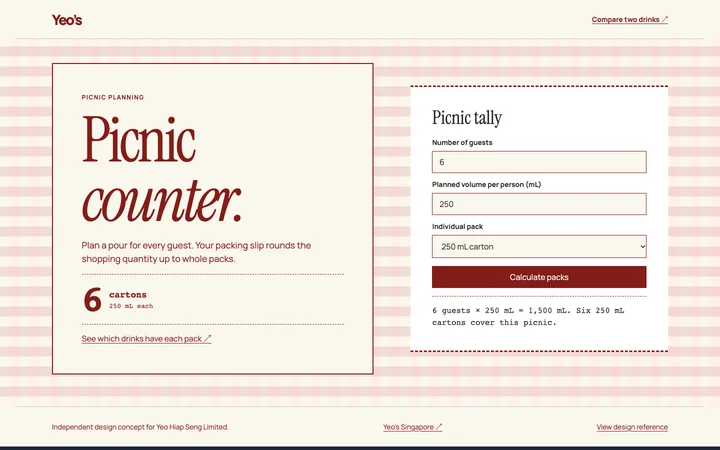 Yeo's
Compare two drinks ↗
PICNIC PLANNING
Picnic
counter.
Plan a pour for every guest. Your packing slip rounds the
shopping quantity up to whole packs.
6 cartons
250 mL each
See which drinks have each pack ↗
Picnic tally
Number of guests
6
Planned volume per person (mL)
250
Individual pack
250 mL carton
Calculate packs
6 guests × 250 mL = 1,500 mL. Six 250 mL
cartons cover this picnic.
Independent design concept for Yeo Hiap Seng Limited.
Yeo's Singapore ↗
View design reference